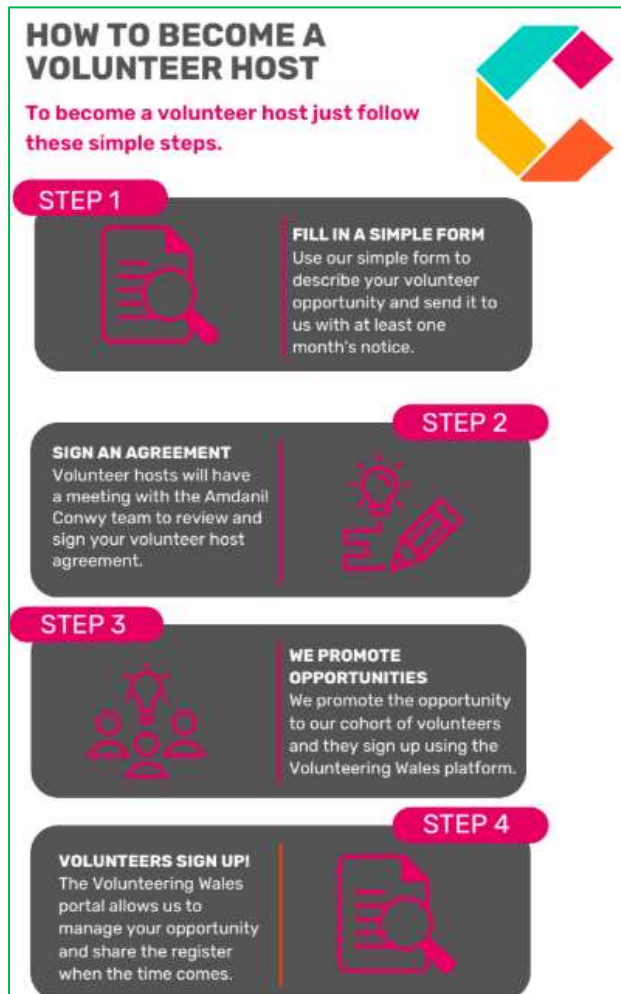 HOW TO BECOME A
VOLUNTEER HOST
To become a volunteer host just follow
these simple steps.
STEP 1
FILL IN A SIMPLE FORM
Use our simple form to
describe your volunteer
opportunity and send it to
us with at least one
month's notice.
STEP 2
SIGN AN AGREEMENT
Volunteer hosts will have
a meeting with the Amdani!
Conwy team to review and
sign your volunteer host
agreement.
STEP 3
WE PROMOTE
OPPORTUNITIES
We promote the opportunity
to our cohort of volunteers
and they sign up using the
Volunteering Wales platform.
STEP 4
VOLUNTEERS SIGN UP!
The Volunteering Wales
portal allows us to
manage your opportunity
and share the register
when the time comes.